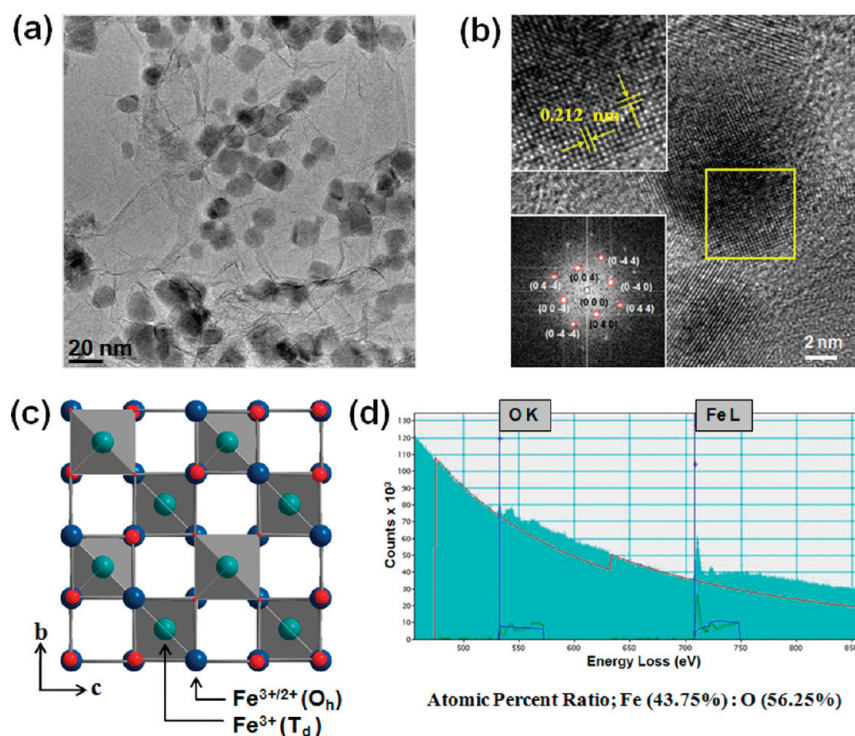 (a)
20 nm
(b)
0.212 nm
(0 -4 4)
(0 0 4)
(0 4 -4)
(0 -4 0)
(0 0 0)
(0 0 -4)
(0 4 4)
(0 4 0)
(0 -4 -4)
2 nm
(c)
b
c
Fe3+/2+ (Oh)
Fe3+ (Td)
(d)
O K
Fe L
130
120
110
100
90
80
70
60
50
40
30
20
10
0
Counts x 10³
500
550
600
650
700
750
800
850
Energy Loss (eV)
Atomic Percent Ratio; Fe (43.75%) : O (56.25%)